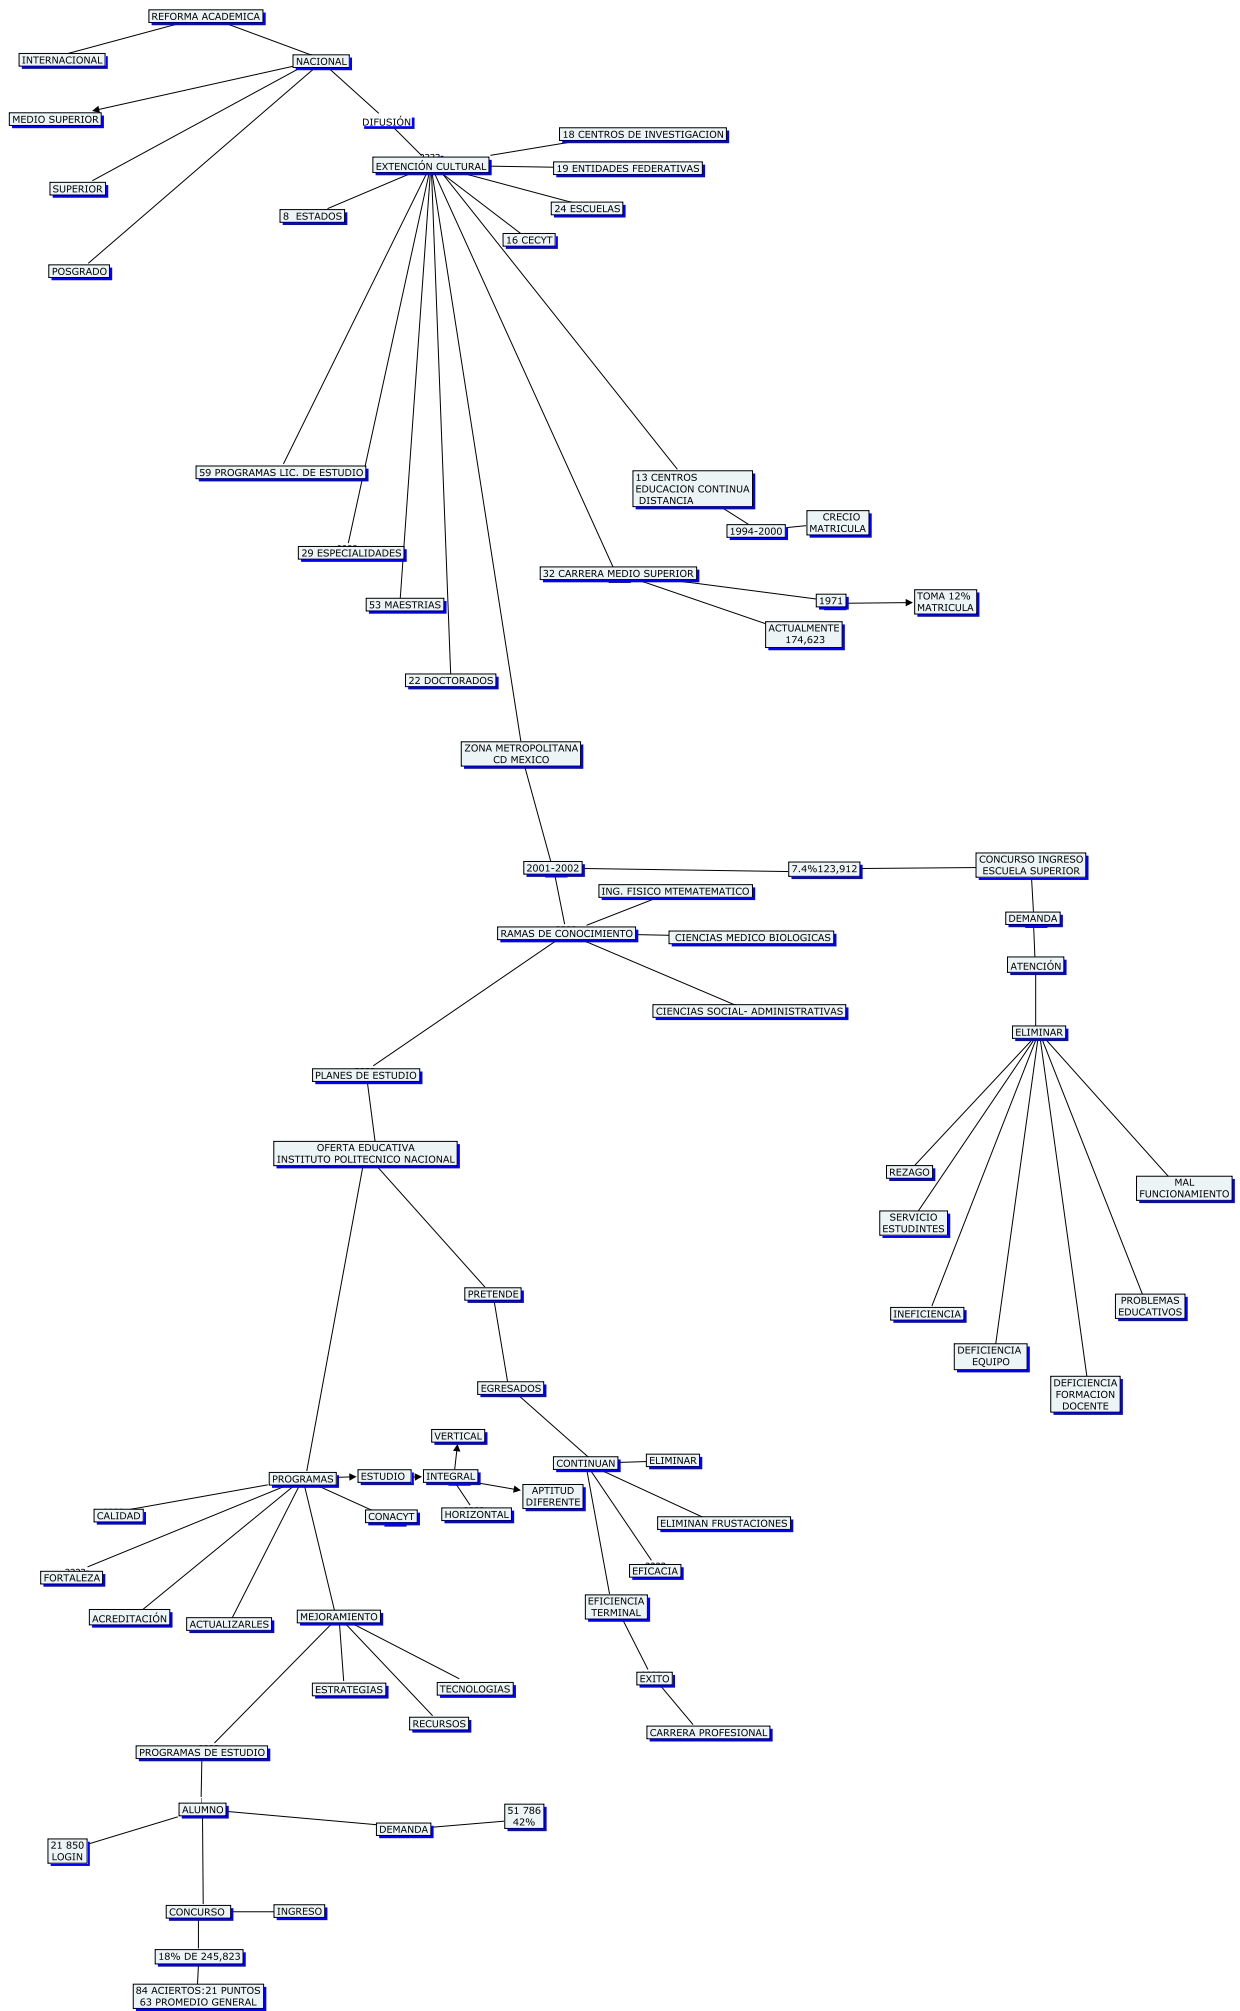 REFORMA ACADEMICA
INTERNACIONAL
NACIONAL
MEDIO SUPERIOR
DIFUSIÓN
18 CENTROS DE INVESTIGACION
EXTENCIÓN CULTURAL
19 ENTIDADES FEDERATIVAS
SUPERIOR
8 ESTADOS
24 ESCUELAS
16 CECYT
POSGRADO
59 PROGRAMAS LIC. DE ESTUDIO
13 CENTROS
EDUCACION CONTINUA
DISTANCIA
CRECIO
MATRICULA
1994-2000
29 ESPECIALIDADES
32 CARRERA MEDIO SUPERIOR
53 MAESTRIAS
1971
TOMA 12%
MATRICULA
ACTUALMENTE
174,623
22 DOCTORADOS
ZONA METROPOLITANA
CD MEXICO
2001-2002
7.4%123,912
CONCURSO INGRESO
ESCUELA SUPERIOR
ING. FISICO MTEMATEMATICO
RAMAS DE CONOCIMIENTO
CIENCIAS MEDICO BIOLOGICAS
DEMANDA
ATENCIÓN
CIENCIAS SOCIAL- ADMINISTRATIVAS
ELIMINAR
PLANES DE ESTUDIO
OFERTA EDUCATIVA
INSTITUTO POLITECNICO NACIONAL
REZAGO
MAL
FUNCIONAMIENTO
SERVICIO
ESTUDINTES
PRETENDE
INEFICIENCIA
PROBLEMAS
EDUCATIVOS
DEFICIENCIA
EQUIPO
DEFICIENCIA
FORMACION
DOCENTE
EGRESADOS
VERTICAL
CONTINUAN
ELIMINAR
PROGRAMAS
ESTUDIO
INTEGRAL
APTITUD
DIFERENTE
CALIDAD
CONACYT
HORIZONTAL
ELIMINAN FRUSTACIONES
FORTALEZA
EFICACIA
EFICIENCIA
TERMINAL
ACREDITACIÓN
ACTUALIZARLES
MEJORAMIENTO
EXITO
ESTRATEGIAS
TECNOLOGIAS
RECURSOS
CARRERA PROFESIONAL
PROGRAMAS DE ESTUDIO
ALUMNO
51 786
42%
DEMANDA
21 850
LOGIN
CONCURSO
INGRESO
18% DE 245,823
84 ACIERTOS:21 PUNTOS
63 PROMEDIO GENERAL